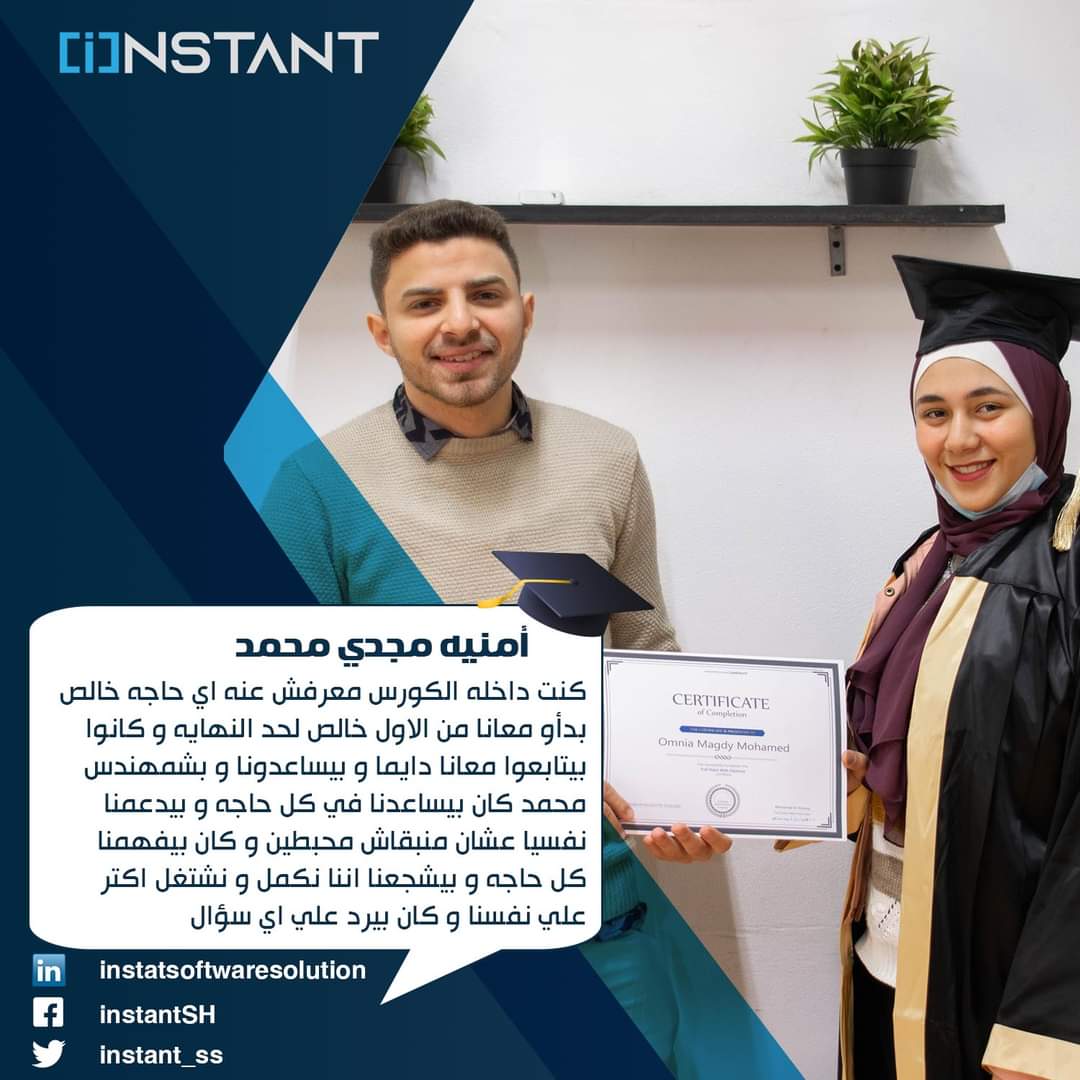 [i]NSTANT
أمنيه مجدي محمد
كنت داخله الكورس معرفش عنه اي حاجه خالص
بدأو معانا من الاول خالص لحد النهايه و كانوا
بيتابعوا معانا دايما و بيساعدونا و بشمهندس
محمد كان بيساعدنا في كل حاجه و بيدعمنا
نفسيا عشان منبقاش محبطين و كان بيفهمنا
كل حاجه و بيشجعنا اننا نكمل و نشتغل اكتر
علي نفسنا و كان بيرد علي اي سؤال
CERTIFICATE
of Completion
Omnia Magdy Mohamed
instatsoftwaresolution
instantSH
instant_ss